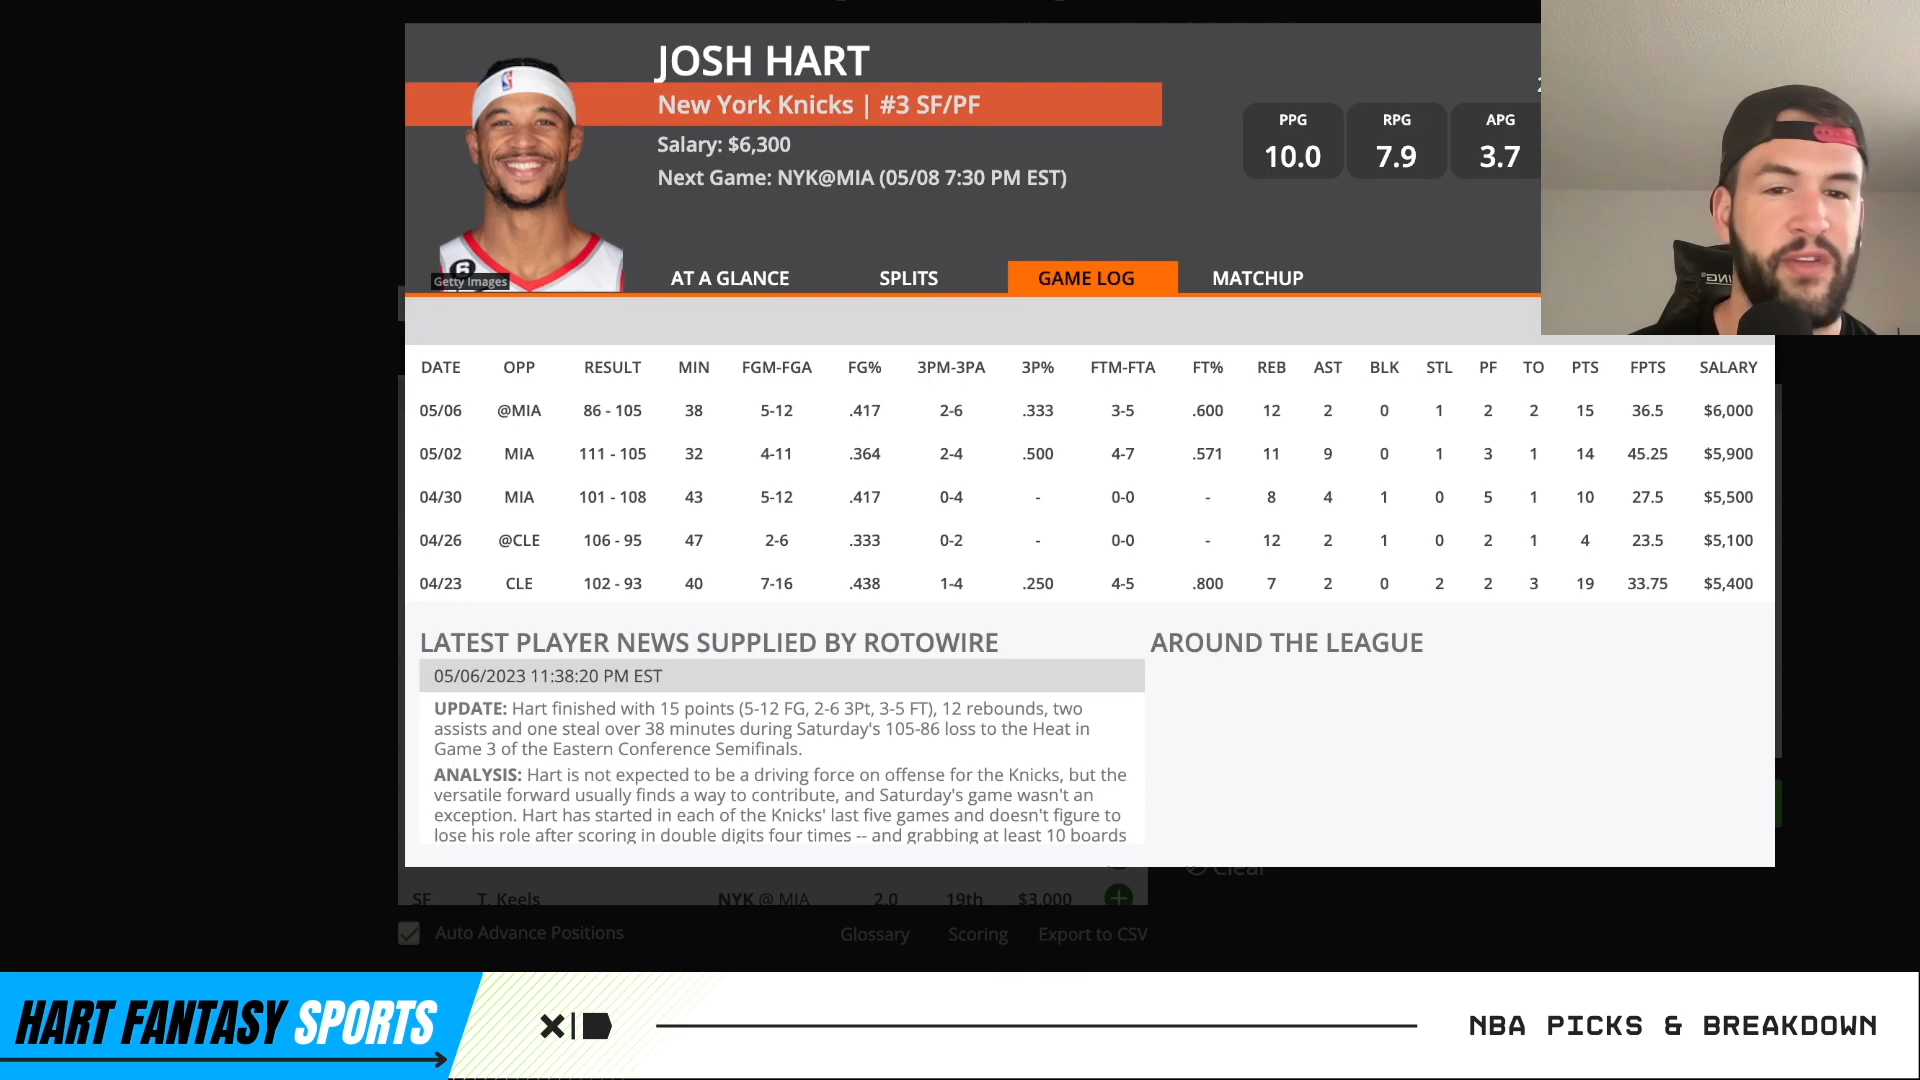 JOSH HART
New York Knicks | #3 SF/PF
Salary: $6,300
Next Game: NYK@MIA (05/08 7:30 PM EST)
PPG RPG APG
10.0 7.9 3.7
Getty Images
AT A GLANCE SPLITS GAME LOG MATCHUP
DATE OPP RESULT MIN FGM-FGA FG% 3PM-3PA 3P% FTM-FTA FT% REB AST BLK STL PF TO PTS FPTS SALARY
05/06 @MIA 86 - 105 38 5-12 .417 2-6 .333 3-5 .600 12 2 0 1 2 2 15 36.5 $6,000
05/02 MIA 111 - 105 32 4-11 .364 2-4 .500 4-7 .571 11 9 0 1 3 1 14 45.25 $5,900
04/30 MIA 101 - 108 43 5-12 .417 0-4 - 0-0 - 8 4 1 0 5 1 10 27.5 $5,500
04/26 @CLE 106 - 95 47 2-6 .333 0-2 - 0-0 - 12 2 1 0 2 1 4 23.5 $5,100
04/23 CLE 102 - 93 40 7-16 .438 1-4 .250 4-5 .800 7 2 0 2 2 3 19 33.75 $5,400
LATEST PLAYER NEWS SUPPLIED BY ROTOWIRE
AROUND THE LEAGUE
05/06/2023 11:38:20 PM EST
UPDATE: Hart finished with 15 points (5-12 FG, 2-6 3Pt, 3-5 FT), 12 rebounds, two
assists and one steal over 38 minutes during Saturday's 105-86 loss to the Heat in
Game 3 of the Eastern Conference Semifinals.
ANALYSIS: Hart is not expected to be a driving force on offense for the Knicks, but the
versatile forward usually finds a way to contribute, and Saturday's game wasn't an
exception. Hart has started in each of the Knicks' last five games and doesn't figure to
lose his role after scoring in double digits four times -- and grabbing at least 10 boards
Clear
SF T. Keels NYK @ MIA 2.0 19th $3,000
Auto Advance Positions Glossary Scoring Export to CSV
HART FANTASY SPORTS
NBA PICKS & BREAKDOWN